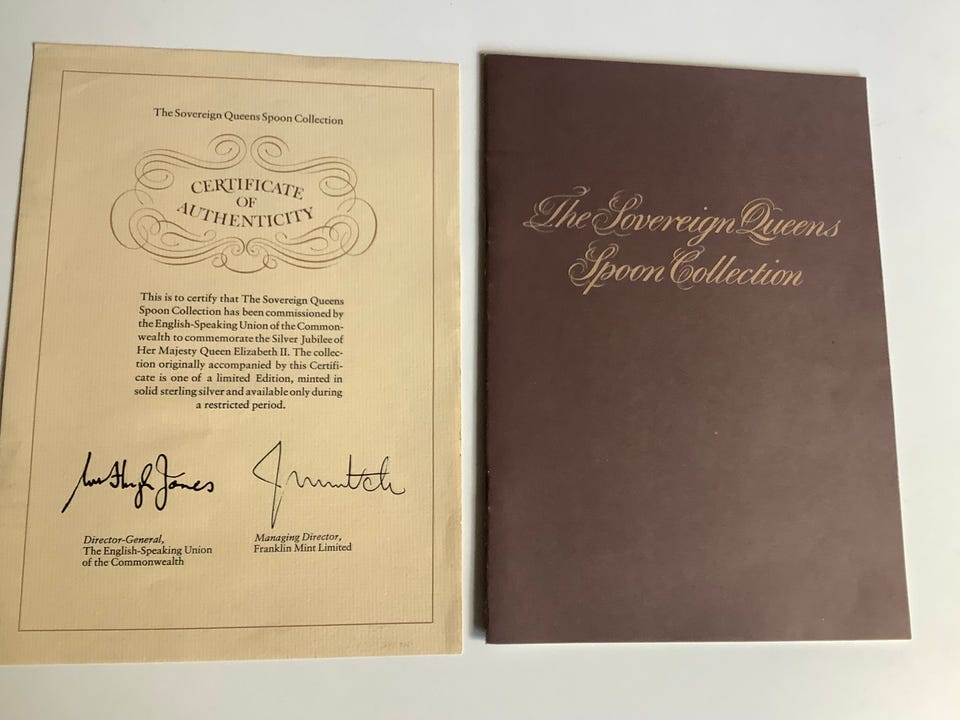 The Sovereign Queens Spoon Collection
CERTIFICATE
OF
AUTHENTICITY
This is to certify that The Sovereign Queens
Spoon Collection has been commissioned by
the English-Speaking Union of the Common-
wealth to commemorate the Silver Jubilee of
Her Majesty Queen Elizabeth II. The collec-
tion originally accompanied by this Certifi-
cate is one of a limited Edition, minted in
solid sterling silver and available only during
a restricted period.
Hugh Jones
Director-General,
The English-Speaking Union
of the Commonwealth
Managing Director,
Franklin Mint Limited
The Sovereign Queens
Spoon Collection